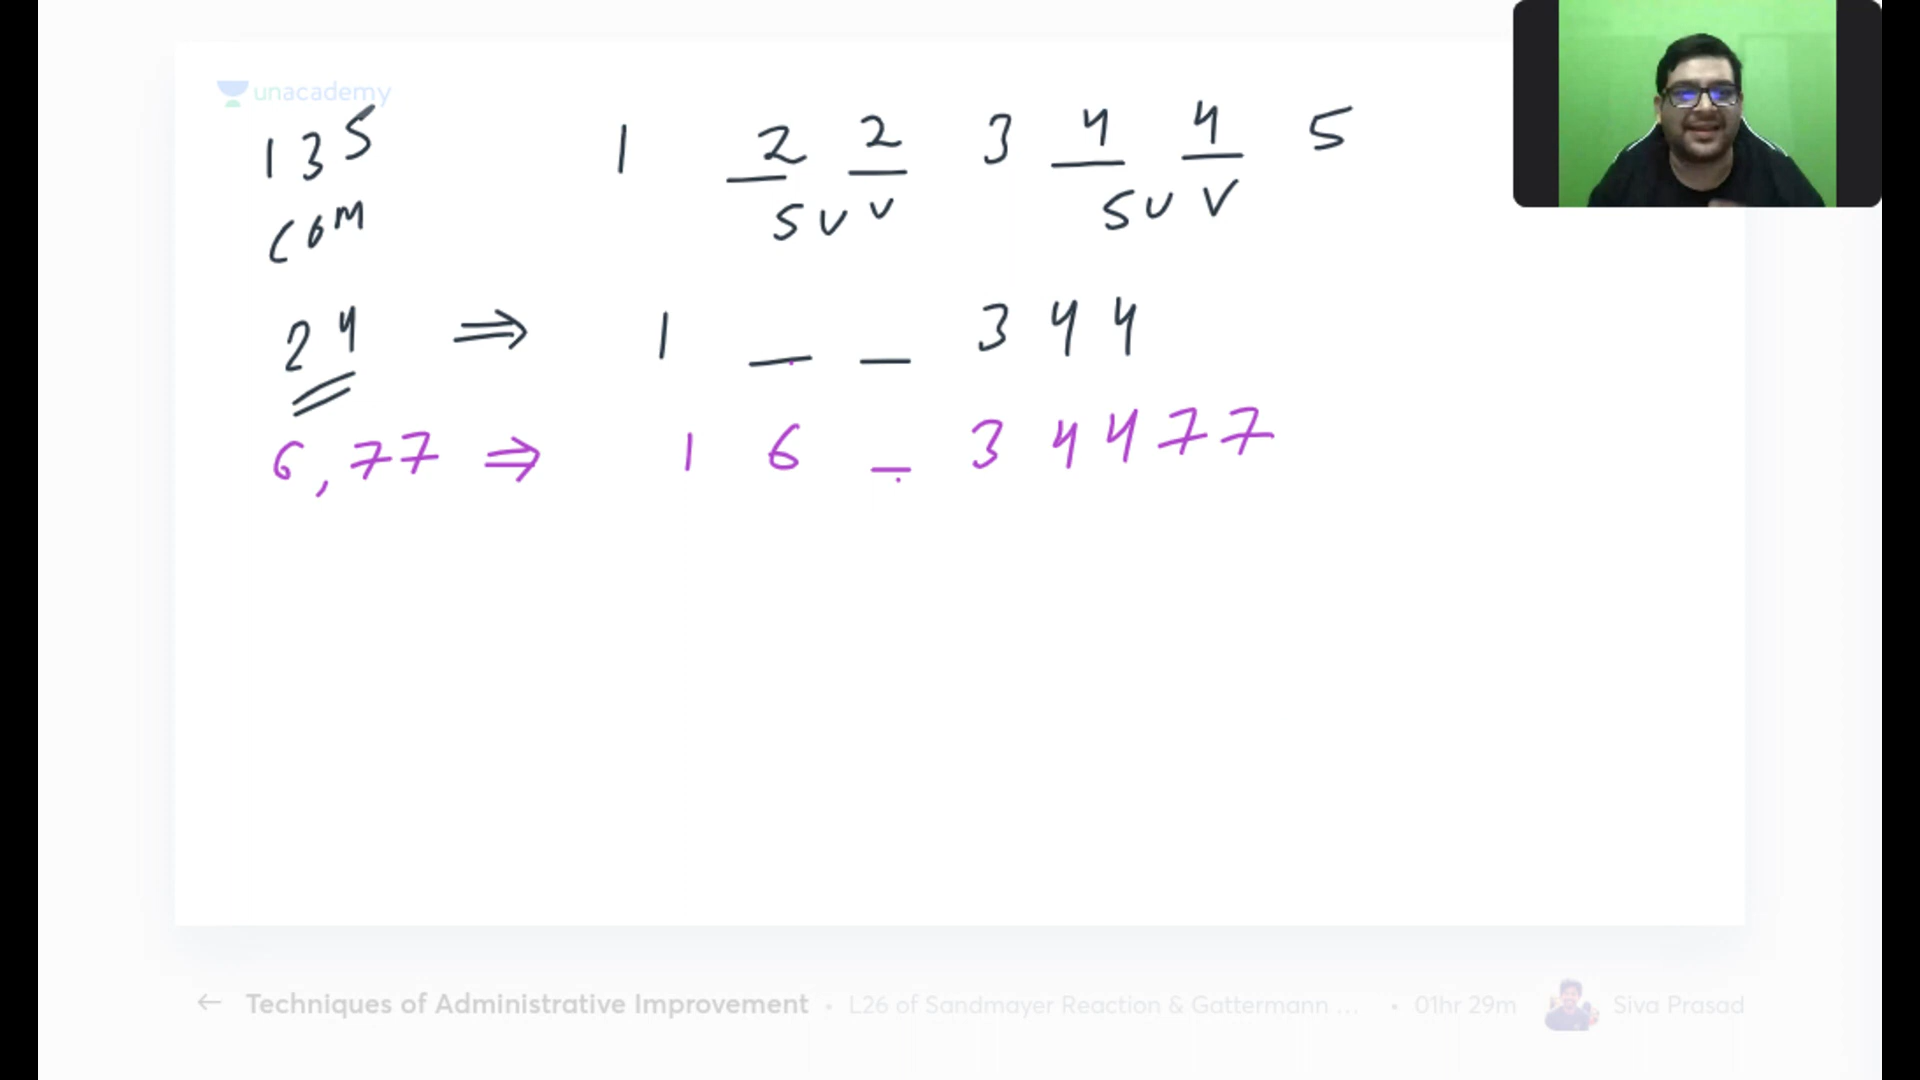 unacademy
1 3 5 1 2 2 3 4 4 5
com SU V SU V
2 4 ⇒ 1 _ _ 3 4 4
6, 7 7 ⇒ 1 6 _ 3 4 4 7 7
← Techniques of Administrative Improvement • L26 of Sandmayer Reaction & Gattermann ... • 01hr 29m Siva Prasad